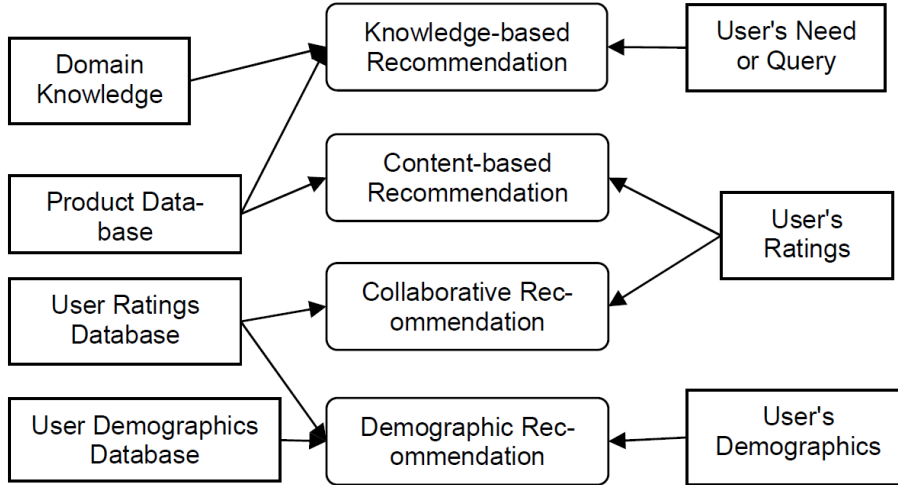 Knowledge-based
Recommendation
User's Need
or Query
Domain
Knowledge
Content-based
Recommendation
Product Data-
base
User's
Ratings
User Ratings
Database
Collaborative Rec-
ommendation
User Demographics
Database
Demographic Rec-
ommendation
User's
Demographics